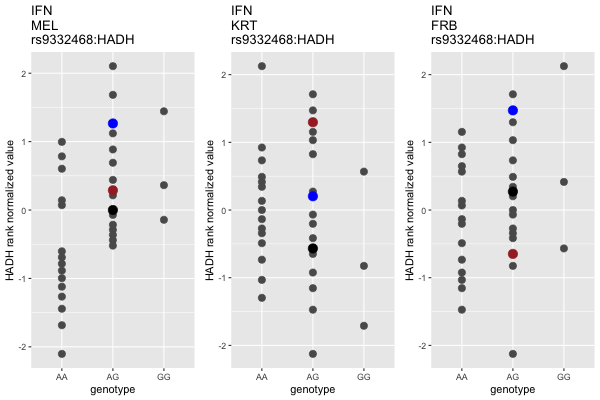 IFN
MEL
rs9332468:HADH
HADH rank normalized value
2
1
0
-1
-2
AA
AG
GG
genotype
IFN
KRT
rs9332468:HADH
HADH rank normalized value
2
1
0
-1
-2
AA
AG
GG
genotype
IFN
FRB
rs9332468:HADH
HADH rank normalized value
2
1
0
-1
-2
AA
AG
GG
genotype